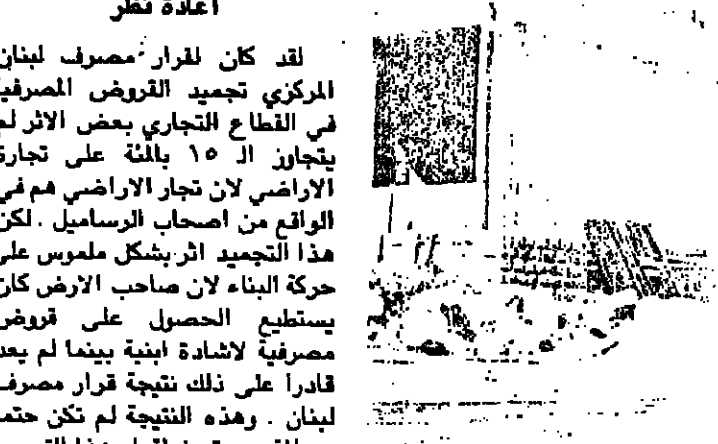 اعادة نظر
لقد كان لقرار مصرف لبنان
المركزي تجميد القروض المصرفية
في القطاع التجاري بعض الاثر لم
يتجاوز الـ ١٥ بالمئة على تجارة
الاراضي لان تجار الاراضي هم في
الواقع من اصحاب الرساميل . لكن
هذا التجميد اثر بشكل ملموس على
حركة البناء لان صاحب الارض كان
يستطيع الحصول على قروض
مصرفية لاشادة ابنية بينما لم يعد
قادرا على ذلك نتيجة قرار مصرف
لبنان . وهذه النتيجة لم تكن حتما